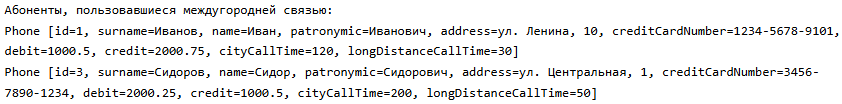 Абоненты, пользовавшиеся междугородней связью:
Phone [id=1, surname=Иванов, name=Иван, patronymic=Иванович, address=ул. Ленина, 10, creditCardNumber=1234-5678-9101,
debit=1000.5, credit=2000.75, cityCallTime=120, longDistanceCallTime=30]
Phone [id=3, surname=Сидоров, name=Сидор, patronymic=Сидорович, address=ул. Центральная, 1, creditCardNumber=3456-
7890-1234, debit=2000.25, credit=1000.5, cityCallTime=200, longDistanceCallTime=50]